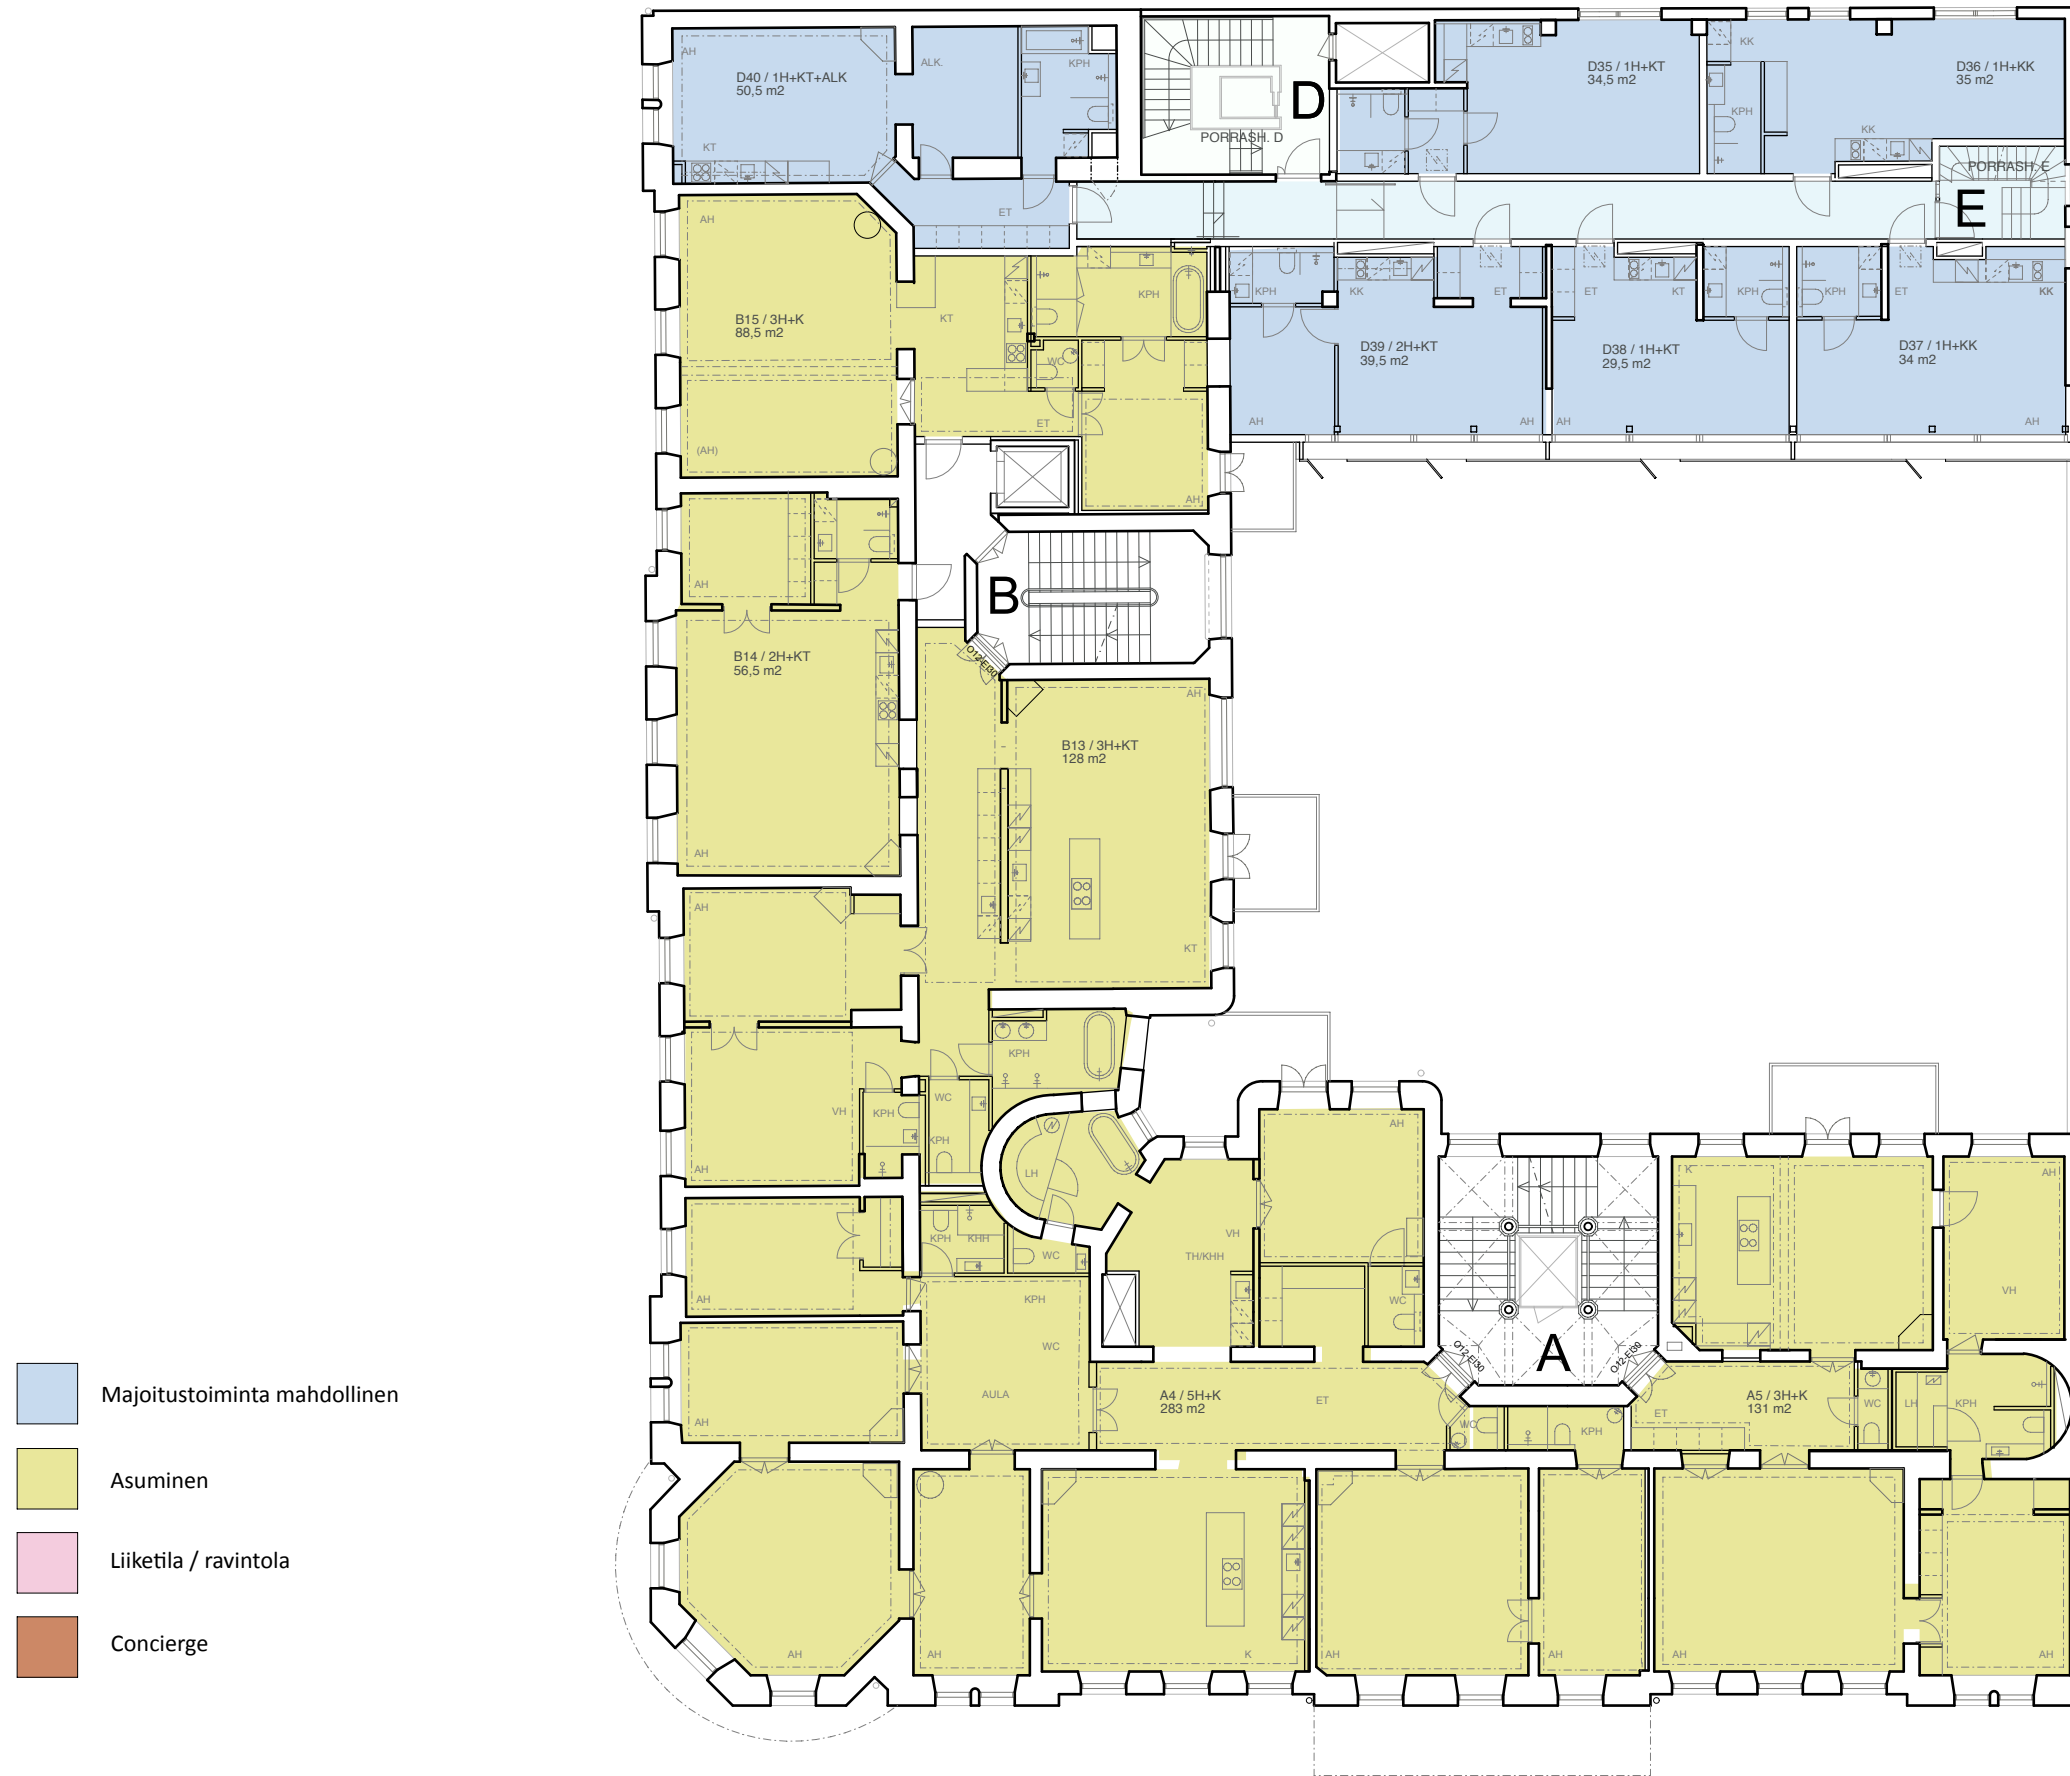 AH
D40 / 1H+KT+ALK
50,5 m2
KT
ALK.
KPH
ET
D
PORRASH. D
D35 / 1H+KT
34,5 m2
KK
KPH
D36 / 1H+KK
35 m2
KK
PORRASH. E
E
AH
B15 / 3H+K
88,5 m2
(AH)
KT
KPH
WC
ET
AH
KPH
KK
ET
D39 / 2H+KT
39,5 m2
AH
AH
ET
KT
KPH
D38 / 1H+KT
29,5 m2
AH
KPH
ET
KK
D37 / 1H+KK
34 m2
AH
B
O12-EI30
AH
B14 / 2H+KT
56,5 m2
AH
AH
B13 / 3H+KT
128 m2
KT
AH
VH
AH
KPH
KPH
WC
KPH
LH
AH
KPH
KHH
WC
VH
TH/KHH
AH
WC
KPH
WC
AULA
AH
A4 / 5H+K
283 m2
ET
WC
KPH
O12-EI30
A
O12-EI30
K
AH
VH
A5 / 3H+K
131 m2
ET
WC
LH
KPH
AH
AH
K
AH
AH
AH
AH
Majoitustoiminta mahdollinen
Asuminen
Liiketila / ravintola
Concierge